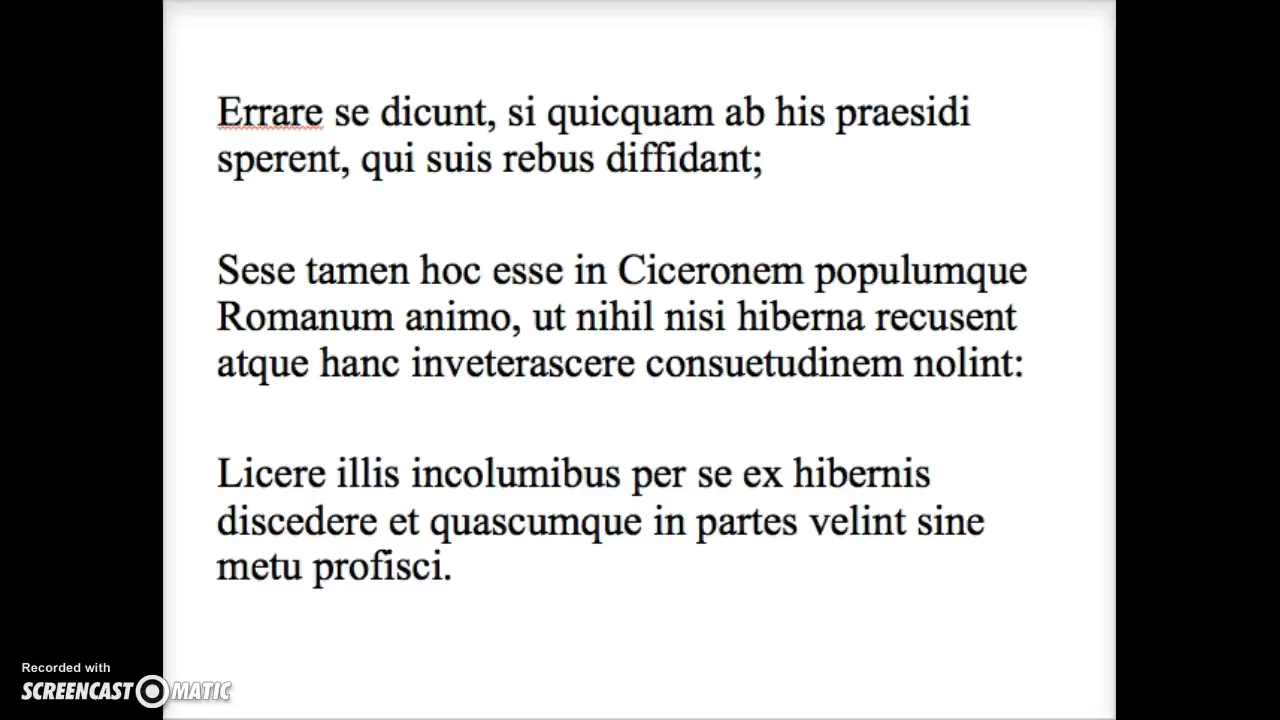 Errare se dicunt, si quicquam ab his praesidi
sperent, qui suis rebus diffidant;
Sese tamen hoc esse in Ciceronem populumque
Romanum animo, ut nihil nisi hiberna recusent
atque hanc inveterascere consuetudinem nolint:
Licere illis incolumibus per se ex hibernis
discedere et quascumque in partes velint sine
metu profisci.
Recorded with
SCREENCAST MATIC